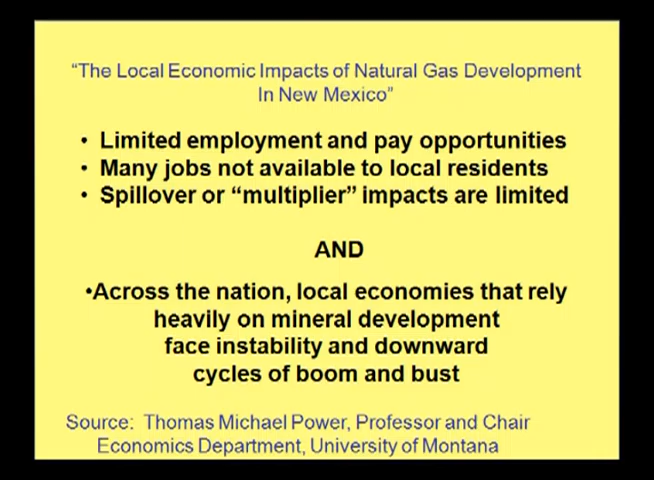 “The Local Economic Impacts of Natural Gas Development
In New Mexico”
• Limited employment and pay opportunities
• Many jobs not available to local residents
• Spillover or “multiplier” impacts are limited
AND
•Across the nation, local economies that rely
heavily on mineral development
face instability and downward
cycles of boom and bust
Source: Thomas Michael Power, Professor and Chair
Economics Department, University of Montana